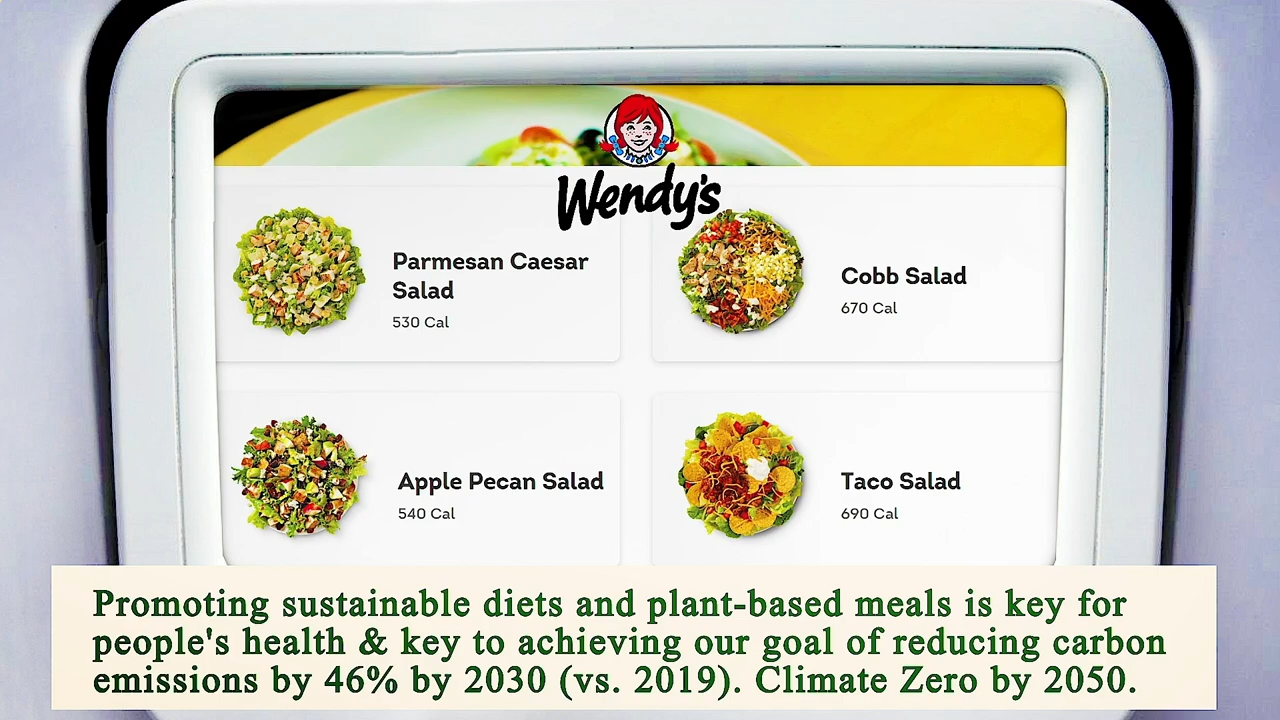 Wendy's
Parmesan Caesar
Salad
530 Cal
Cobb Salad
670 Cal
Apple Pecan Salad
540 Cal
Taco Salad
690 Cal
Promoting sustainable diets and plant-based meals is key for
people's health & key to achieving our goal of reducing carbon
emissions by 46% by 2030 (vs. 2019). Climate Zero by 2050.